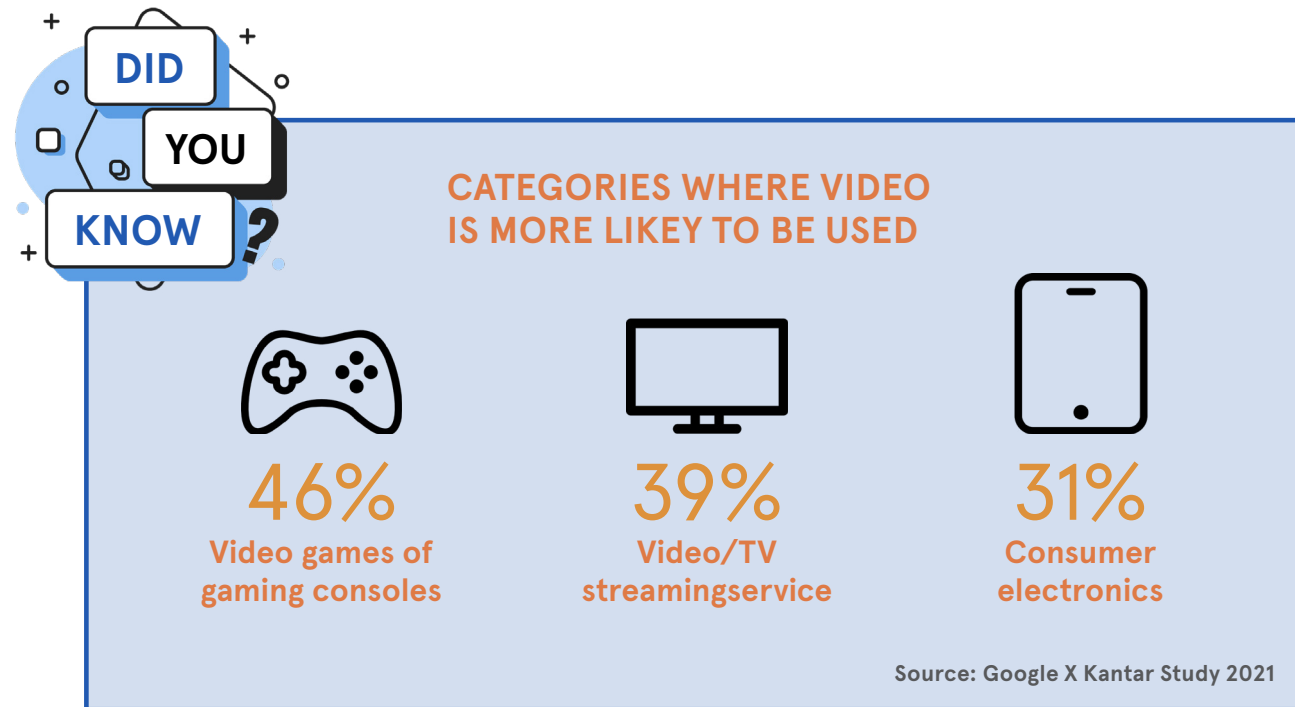 DID
YOU
KNOW
?
CATEGORIES WHERE VIDEO
IS MORE LIKEY TO BE USED
46%
Video games of
gaming consoles
39%
Video/TV
streamingservice
31%
Consumer
electronics
Source: Google X Kantar Study 2021